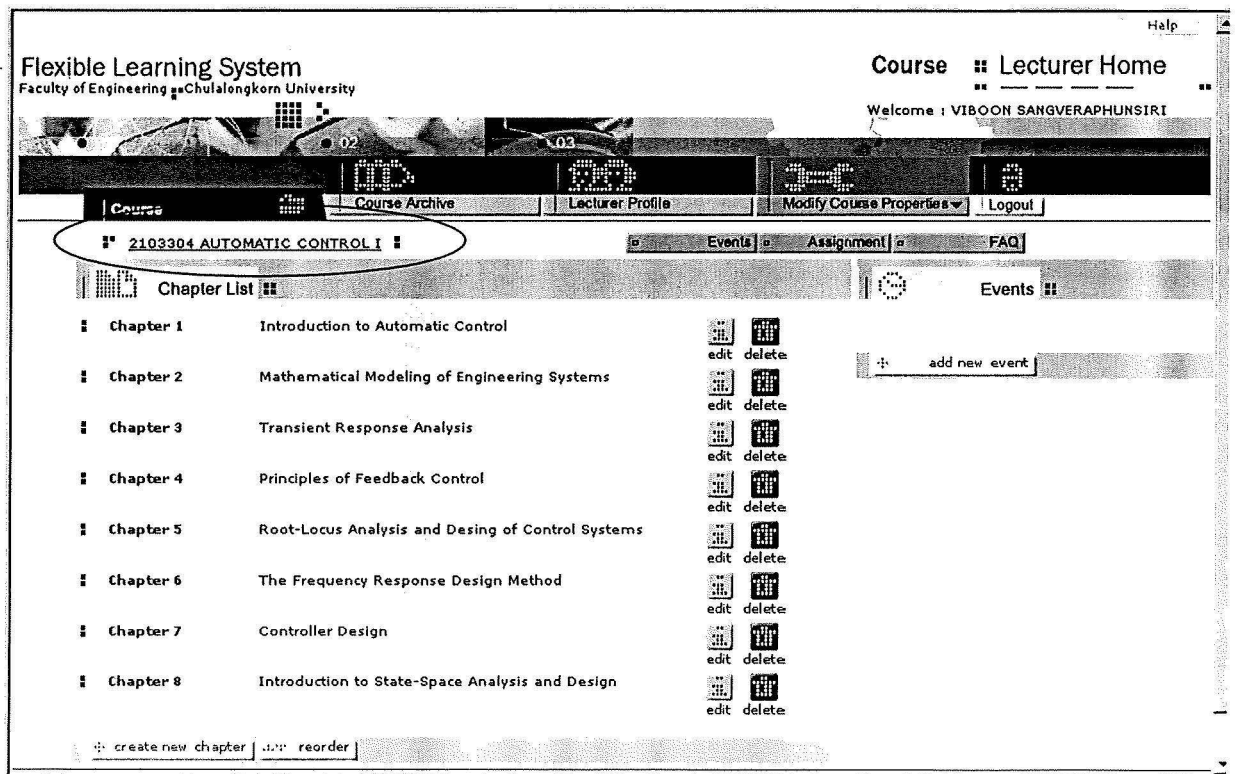 Help
Flexible Learning System
Faculty of Engineering Chulalongkorn University
Course Lecturer Home
Welcome : VIBOON SANGVERAPHUNSIRI
02
03
Course
Course Archive
Lecturer Profile
Modify Course Properties
Logout
2103304 AUTOMATIC CONTROL I
Events
Assignment
FAQ
Chapter List
Events
Chapter 1 Introduction to Automatic Control
edit delete
add new event
Chapter 2 Mathematical Modeling of Engineering Systems
edit delete
Chapter 3 Transient Response Analysis
edit delete
Chapter 4 Principles of Feedback Control
edit delete
Chapter 5 Root-Locus Analysis and Desing of Control Systems
edit delete
Chapter 6 The Frequency Response Design Method
edit delete
Chapter 7 Controller Design
edit delete
Chapter 8 Introduction to State-Space Analysis and Design
edit delete
create new chapter reorder